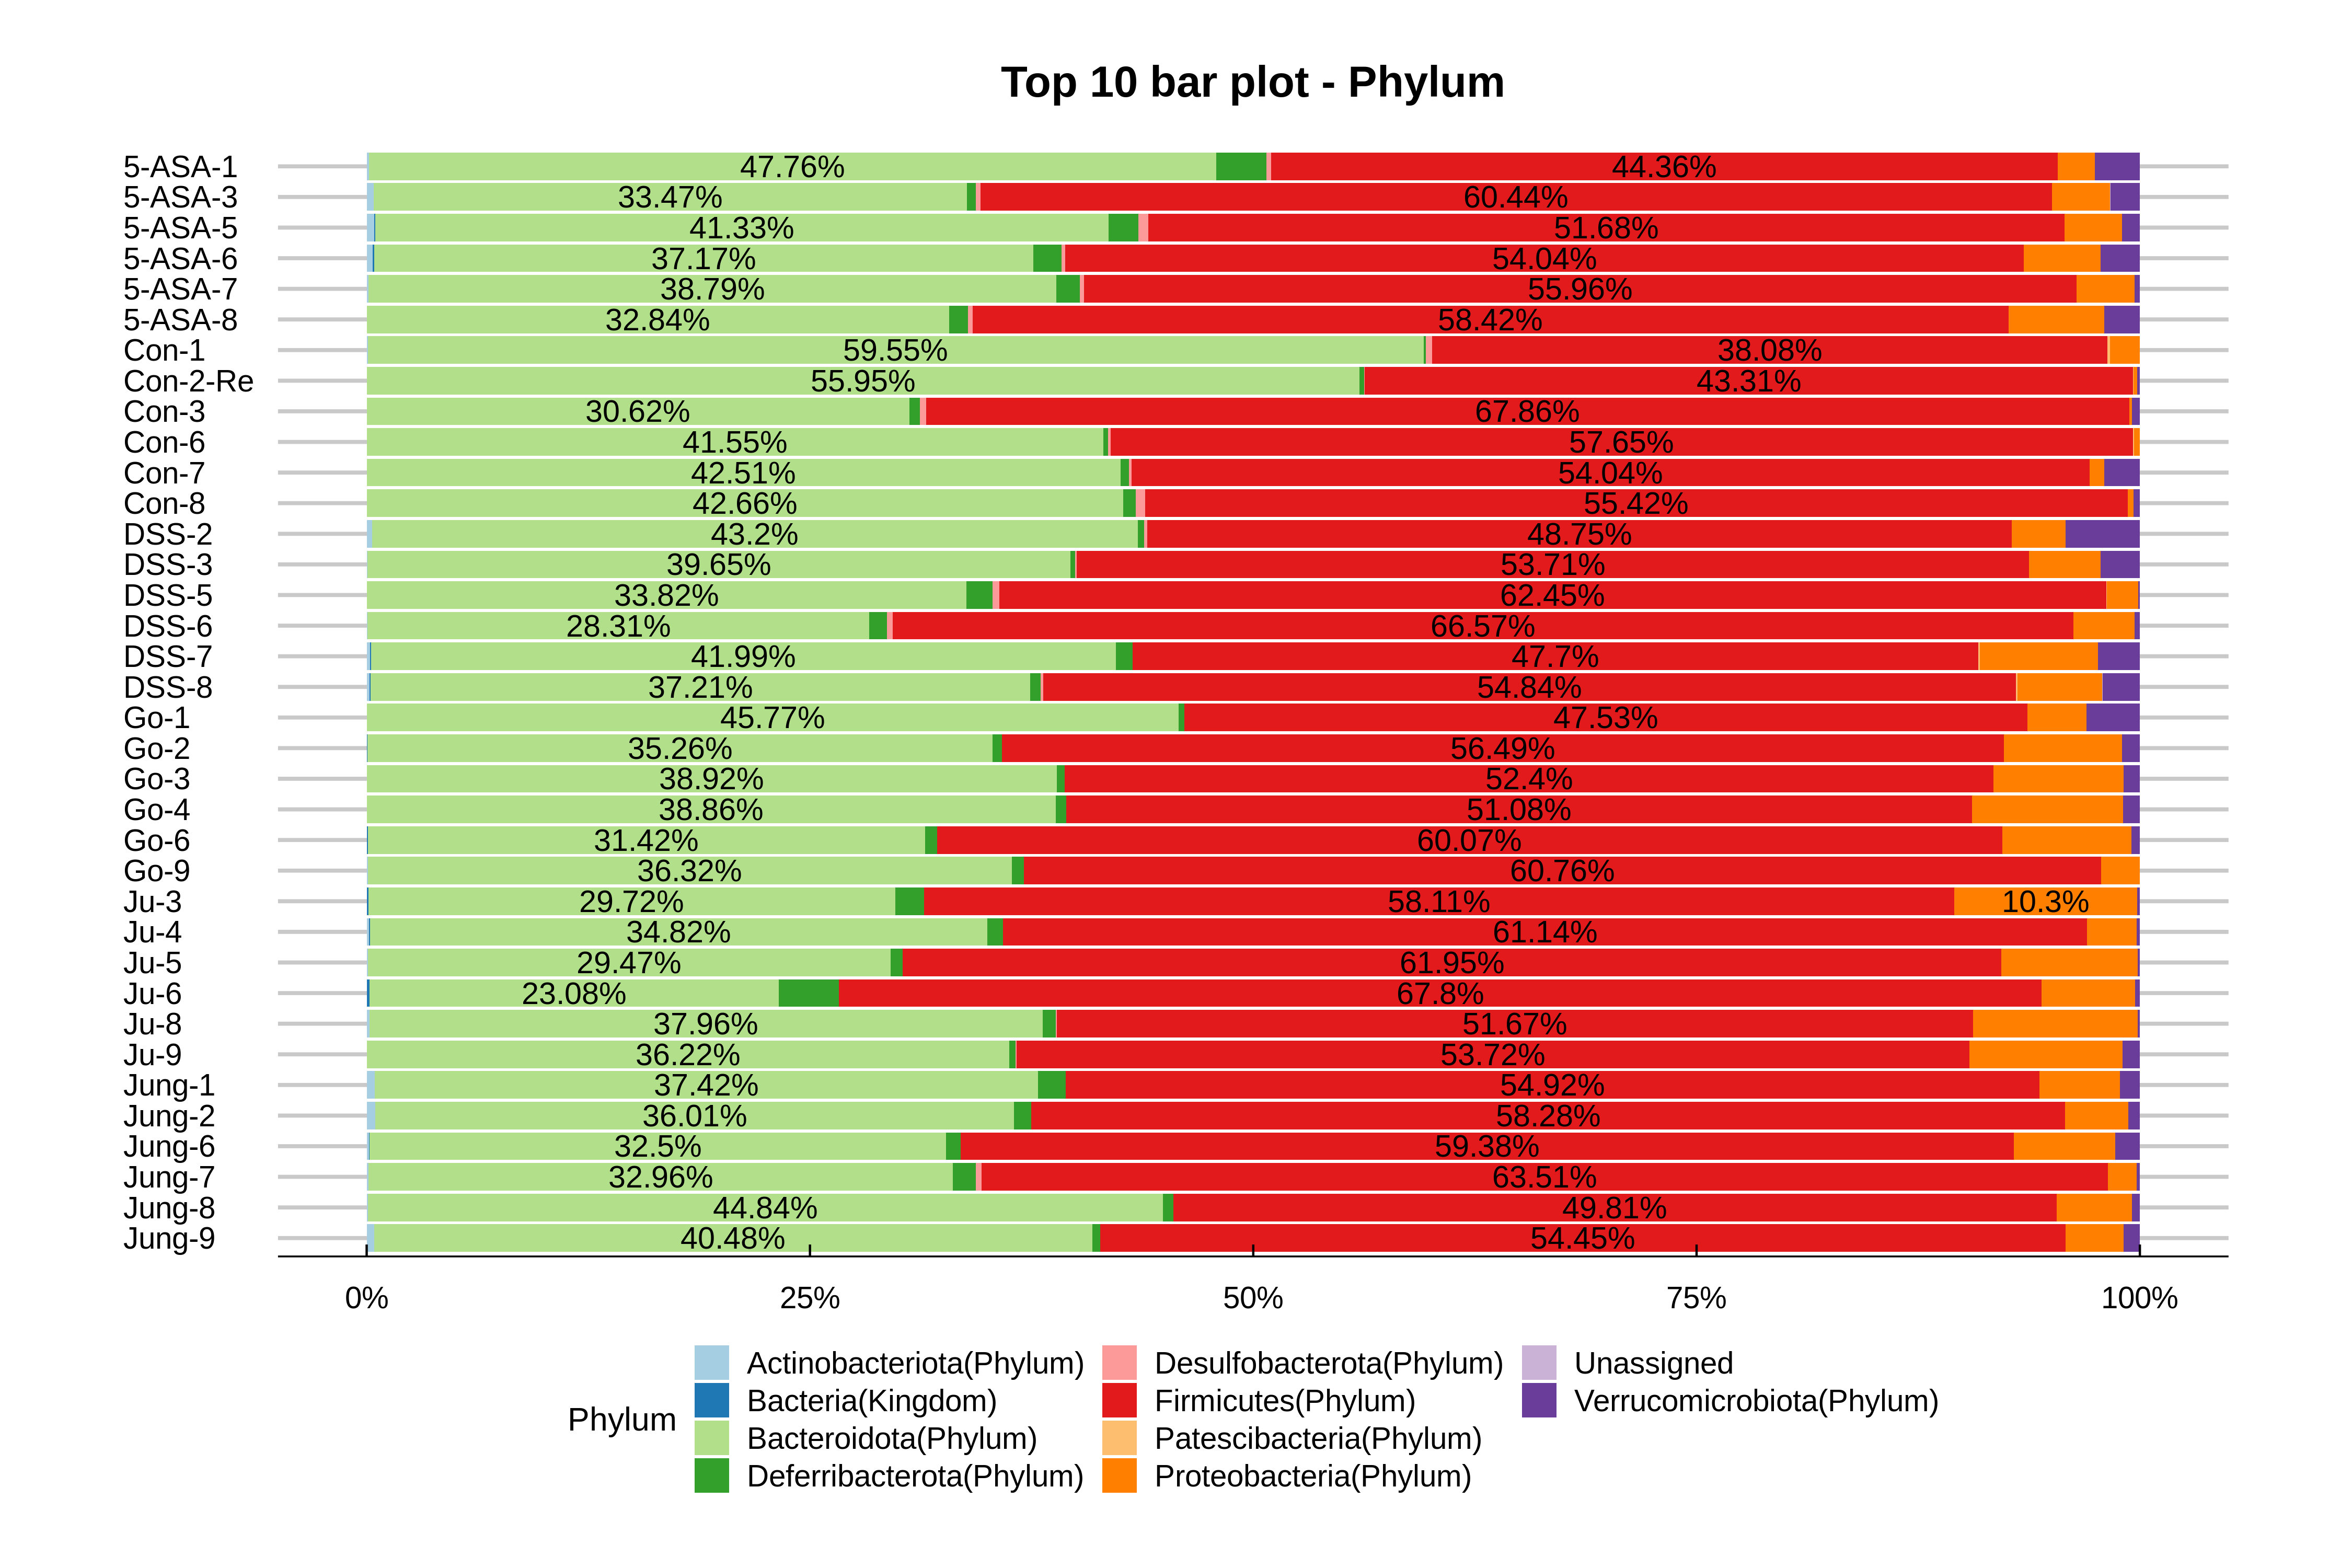 Top 10 bar plot - Phylum
5-ASA-1 47.76% 44.36%
5-ASA-3 33.47% 60.44%
5-ASA-5 41.33% 51.68%
5-ASA-6 37.17% 54.04%
5-ASA-7 38.79% 55.96%
5-ASA-8 32.84% 58.42%
Con-1 59.55% 38.08%
Con-2-Re 55.95% 43.31%
Con-3 30.62% 67.86%
Con-6 41.55% 57.65%
Con-7 42.51% 54.04%
Con-8 42.66% 55.42%
DSS-2 43.2% 48.75%
DSS-3 39.65% 53.71%
DSS-5 33.82% 62.45%
DSS-6 28.31% 66.57%
DSS-7 41.99% 47.7%
DSS-8 37.21% 54.84%
Go-1 45.77% 47.53%
Go-2 35.26% 56.49%
Go-3 38.92% 52.4%
Go-4 38.86% 51.08%
Go-6 31.42% 60.07%
Go-9 36.32% 60.76%
Ju-3 29.72% 58.11% 10.3%
Ju-4 34.82% 61.14%
Ju-5 29.47% 61.95%
Ju-6 23.08% 67.8%
Ju-8 37.96% 51.67%
Ju-9 36.22% 53.72%
Jung-1 37.42% 54.92%
Jung-2 36.01% 58.28%
Jung-6 32.5% 59.38%
Jung-7 32.96% 63.51%
Jung-8 44.84% 49.81%
Jung-9 40.48% 54.45%
0% 25% 50% 75% 100%
Phylum
Actinobacteriota(Phylum)
Bacteria(Kingdom)
Bacteroidota(Phylum)
Deferribacterota(Phylum)
Desulfobacterota(Phylum)
Firmicutes(Phylum)
Patescibacteria(Phylum)
Proteobacteria(Phylum)
Unassigned
Verrucomicrobiota(Phylum)